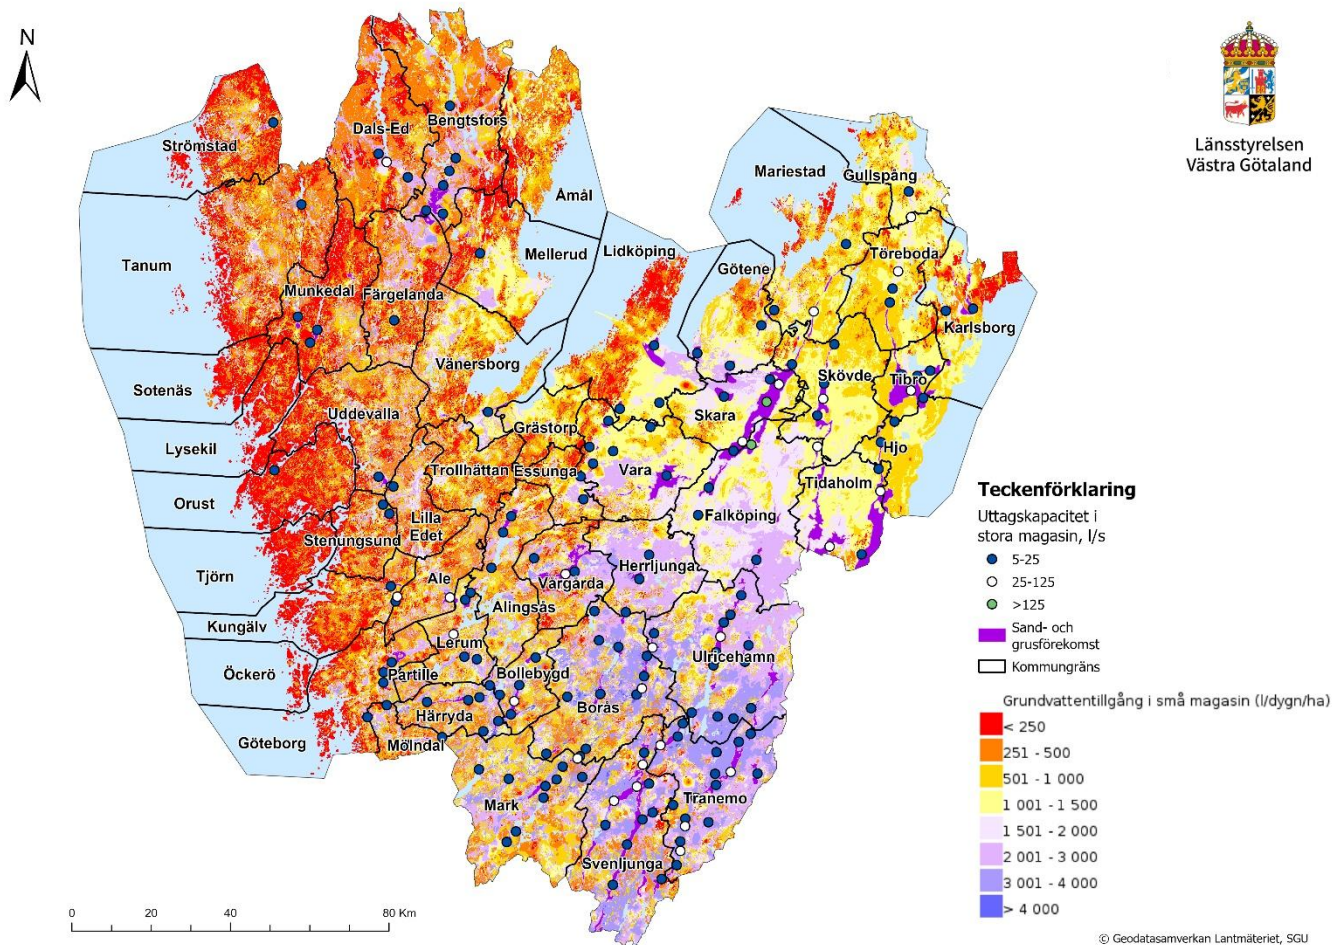 N
Länsstyrelsen
Västra Götaland
Strömstad
Dals-Ed
Bengtsfors
Mariestad
Gullspång
Åmål
Tanum
Mellerud
Lidköping
Götene
Töreboda
Munkedal
Färgelanda
Karlsborg
Vänersborg
Sotenäs
Skövde
Tibro
Uddevalla
Skara
Grästorp
Lysekil
Hjo
Trollhättan
Essunga
Vara
Tidaholm
Orust
Lilla
Edet
Falköping
Stenungsund
Tjörn
Ale
Vårgårda
Herrljunga
Alingsås
Kungälv
Lerum
Ulricehamn
Öckerö
Partille
Bollebygd
Borås
Härryda
Göteborg
Mölndal
Mark
Tranemo
Svenljunga
Teckenförklaring
Uttagskapacitet i
stora magasin, l/s
5-25
25-125
>125
Sand- och
grusförekomst
Kommungräns
Grundvattentillgång i små magasin (l/dygn/ha)
< 250
251 - 500
501 - 1 000
1 001 - 1 500
1 501 - 2 000
2 001 - 3 000
3 001 - 4 000
> 4 000
0 20 40 80 Km
© Geodatasamverkan Lantmäteriet, SGU